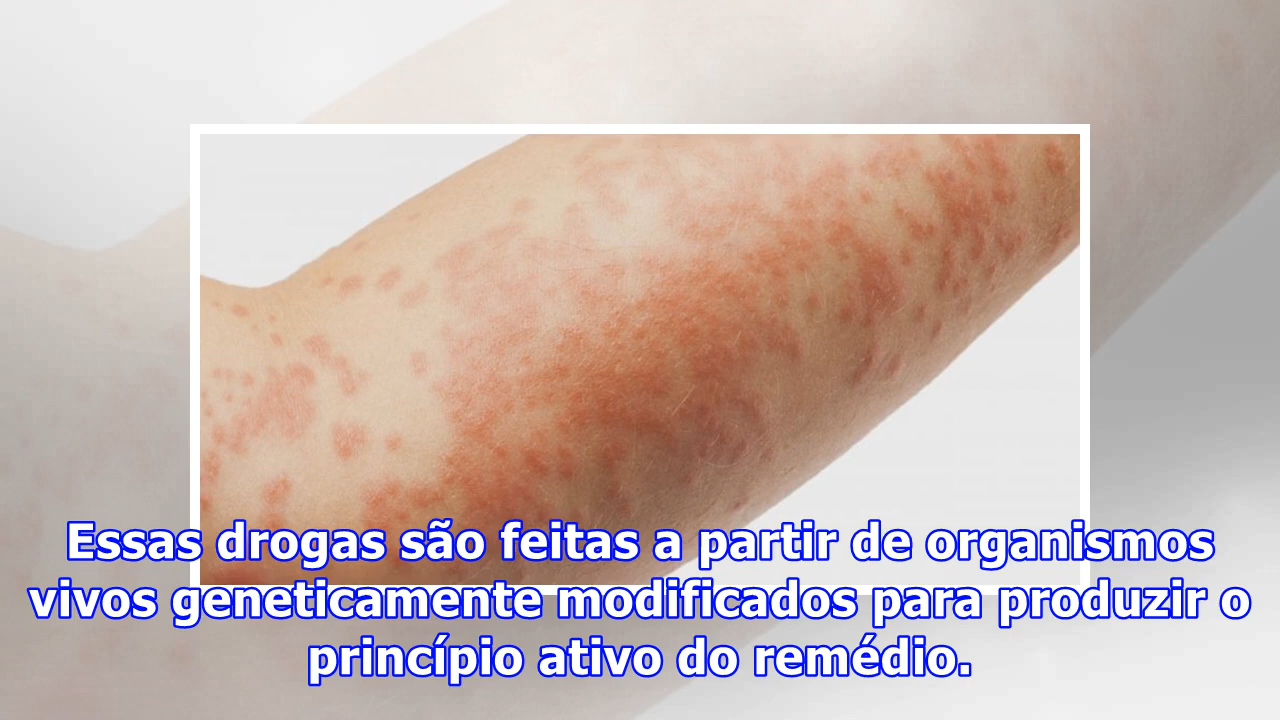 Essas drogas são feitas a partir de organismos
vivos geneticamente modificados para produzir o
princípio ativo do remédio.